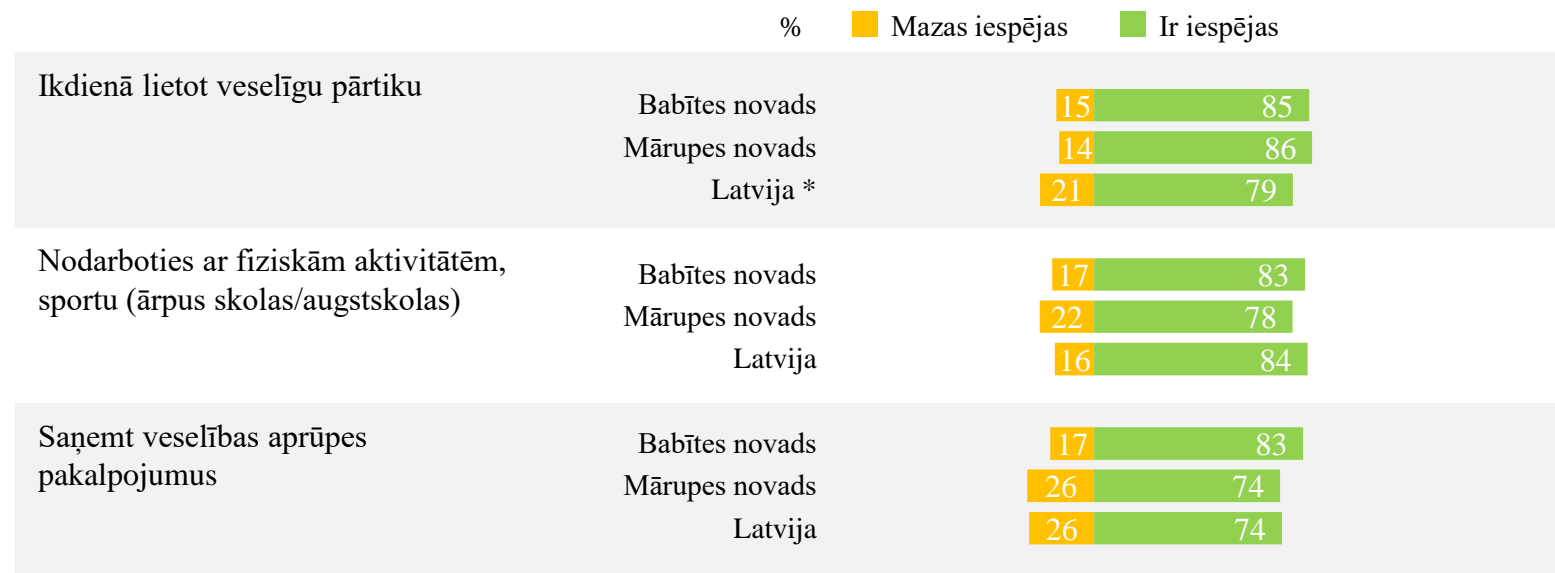 % Mazas iespējas Ir iespējas
Ikdienā lietot veselīgu pārtiku
Babītes novads 15 85
Mārupes novads 14 86
Latvija * 21 79
Nodarboties ar fiziskām aktivitātēm,
sportu (ārpus skolas/augstskolas)
Babītes novads 17 83
Mārupes novads 22 78
Latvija 16 84
Saņemt veselības aprūpes
pakalpojumus
Babītes novads 17 83
Mārupes novads 26 74
Latvija 26 74